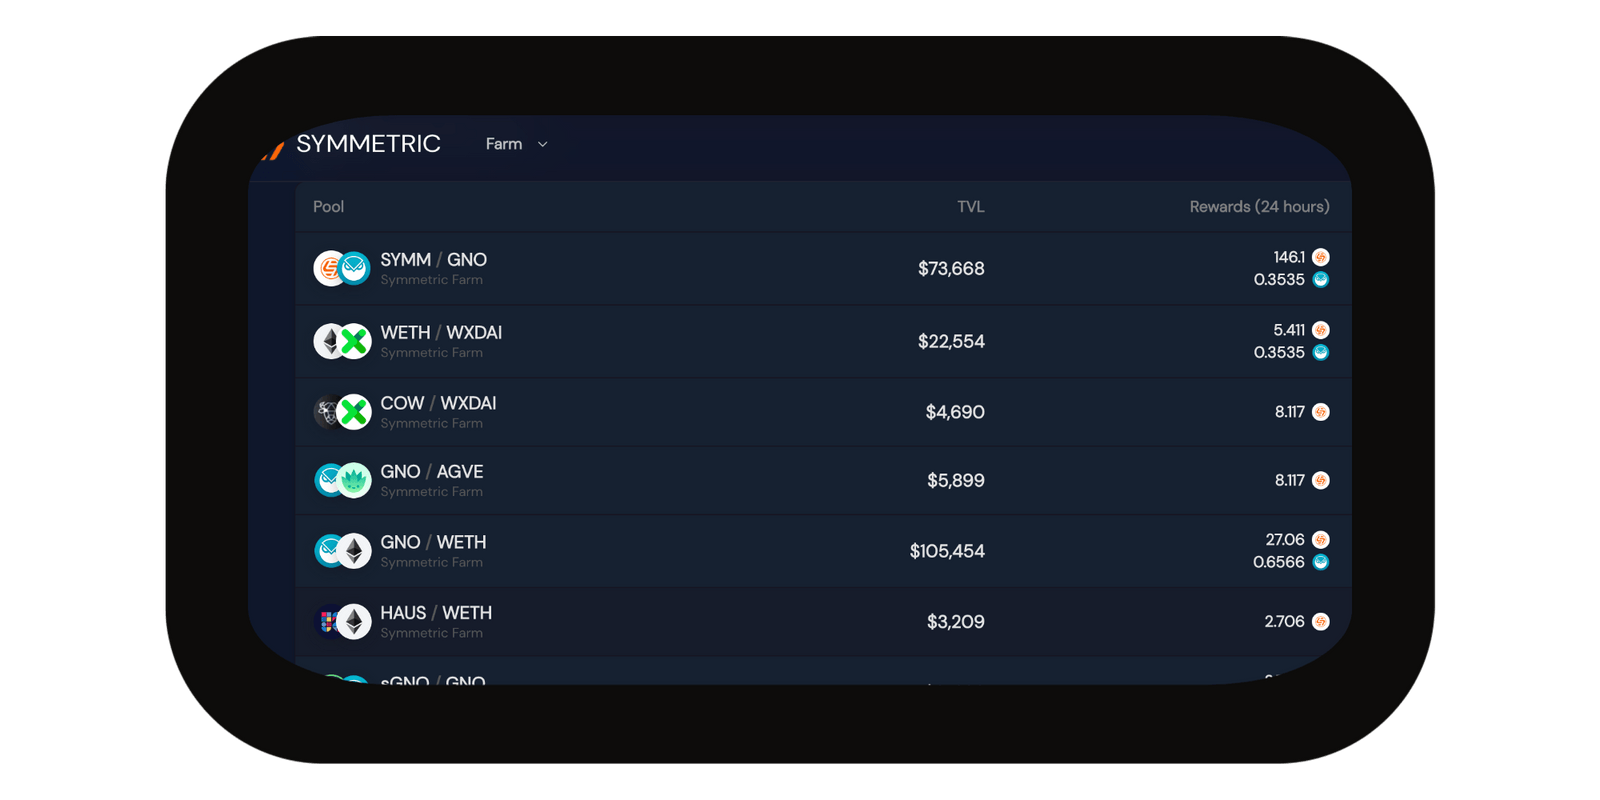 SYMMETRIC Farm
Pool TVL Rewards (24 hours)
SYMM / GNO
Symmetric Farm
$73,668
146.1
0.3535
WETH / WXDAI
Symmetric Farm
$22,554
5.411
0.3535
COW / WXDAI
Symmetric Farm
$4,690
8.117
GNO / AGVE
Symmetric Farm
$5,899
8.117
GNO / WETH
Symmetric Farm
$105,454
27.06
0.6566
HAUS / WETH
Symmetric Farm
$3,209
2.706
sGNO / GNO